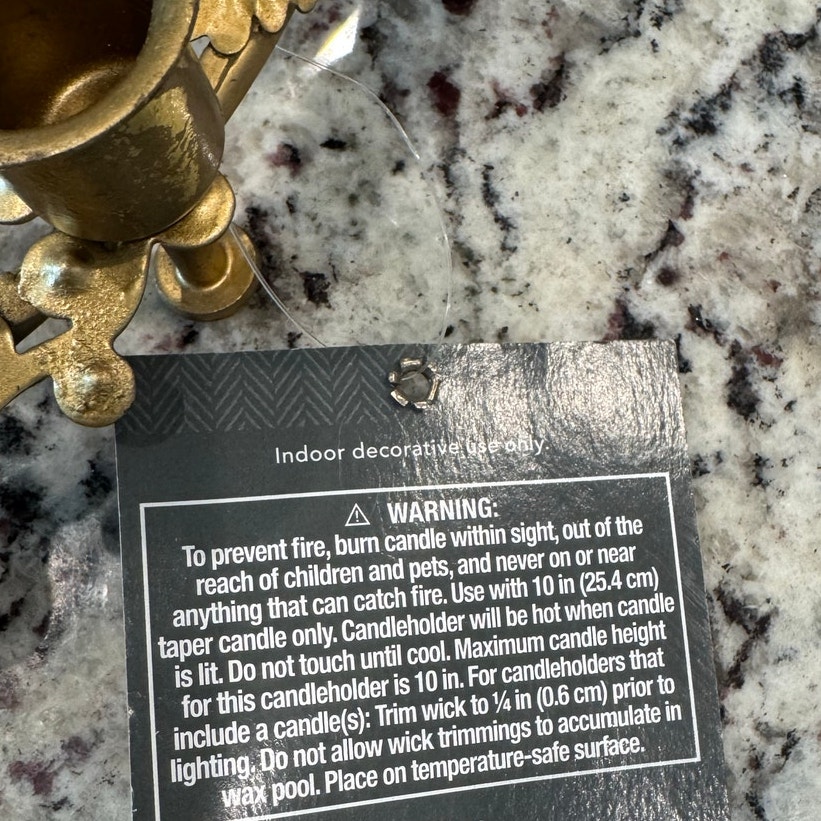 Indoor decorative use only.
⚠ WARNING:
To prevent fire, burn candle within sight, out of the
reach of children and pets, and never on or near
anything that can catch fire. Use with 10 in (25.4 cm)
taper candle only. Candleholder will be hot when candle
is lit. Do not touch until cool. Maximum candle height
for this candleholder is 10 in. For candleholders that
include a candle(s): Trim wick to ¼ in (0.6 cm) prior to
lighting. Do not allow wick trimmings to accumulate in
wax pool. Place on temperature-safe surface.